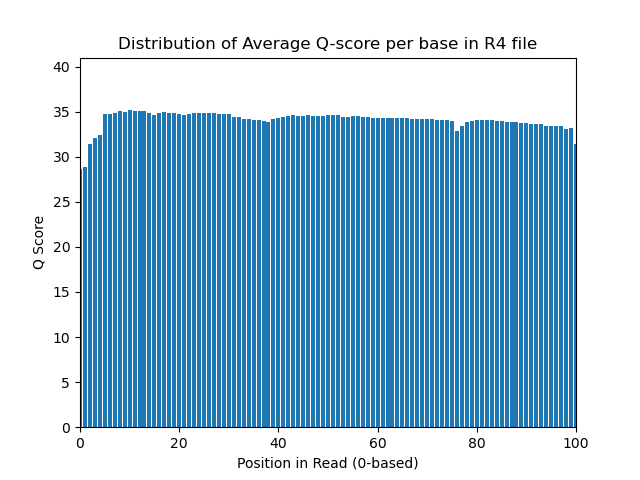 Distribution of Average Q-score per base in R4 file
40
35
30
25
20
15
10
5
0
Q Score
0 20 40 60 80 100
Position in Read (0-based)